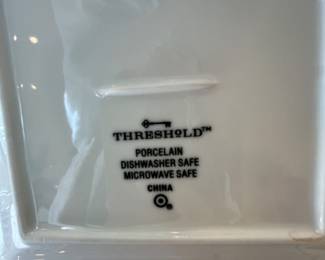 THRESHOLD™
PORCELAIN
DISHWASHER SAFE
MICROWAVE SAFE
CHINA